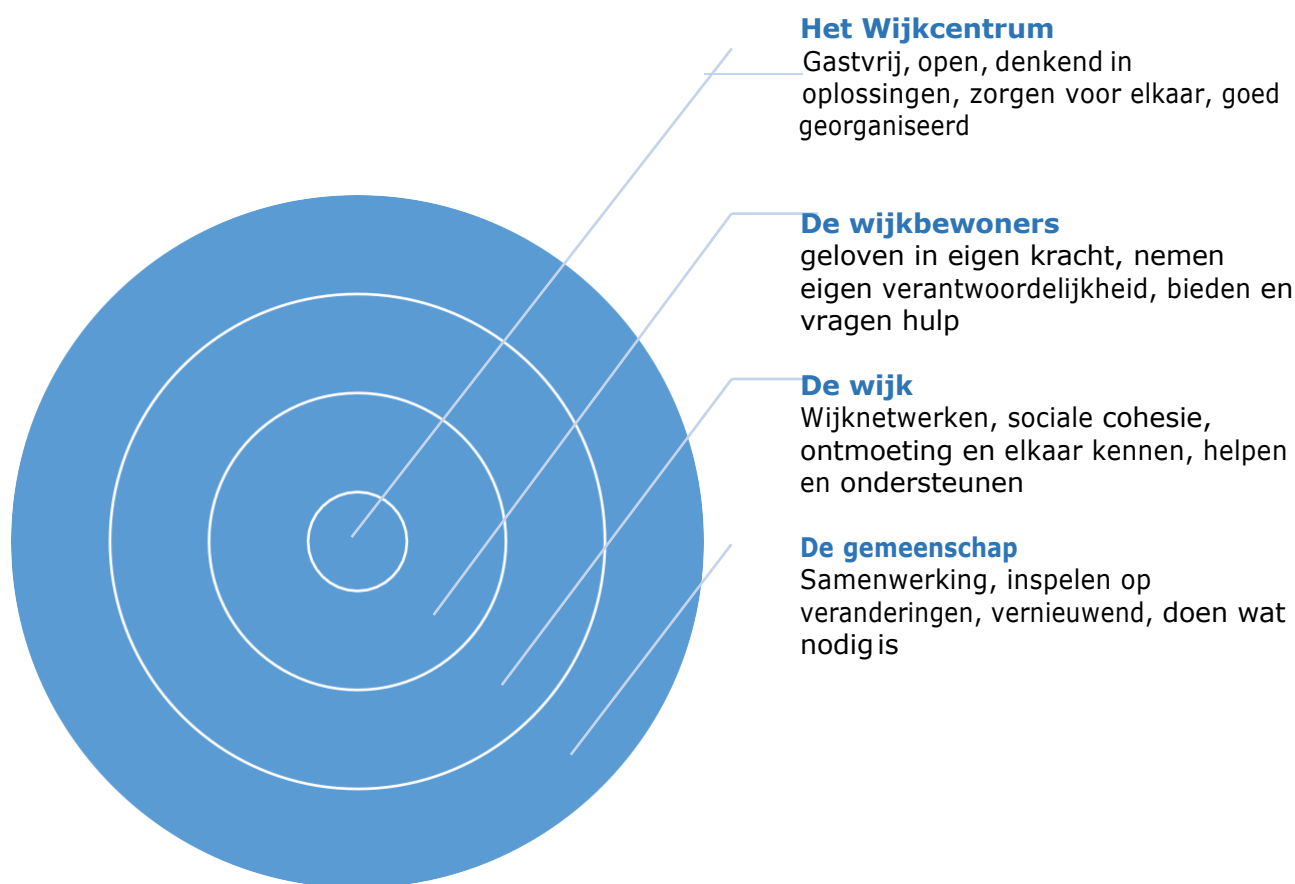 Het Wijkcentrum
Gastvrij, open, denkend in
oplossingen, zorgen voor elkaar, goed
georganiseerd
De wijkbewoners
geloven in eigen kracht, nemen
eigen verantwoordelijkheid, bieden en
vragen hulp
De wijk
Wijknetwerken, sociale cohesie,
ontmoeting en elkaar kennen, helpen
en ondersteunen
De gemeenschap
Samenwerking, inspelen op
veranderingen, vernieuwend, doen wat
nodig is